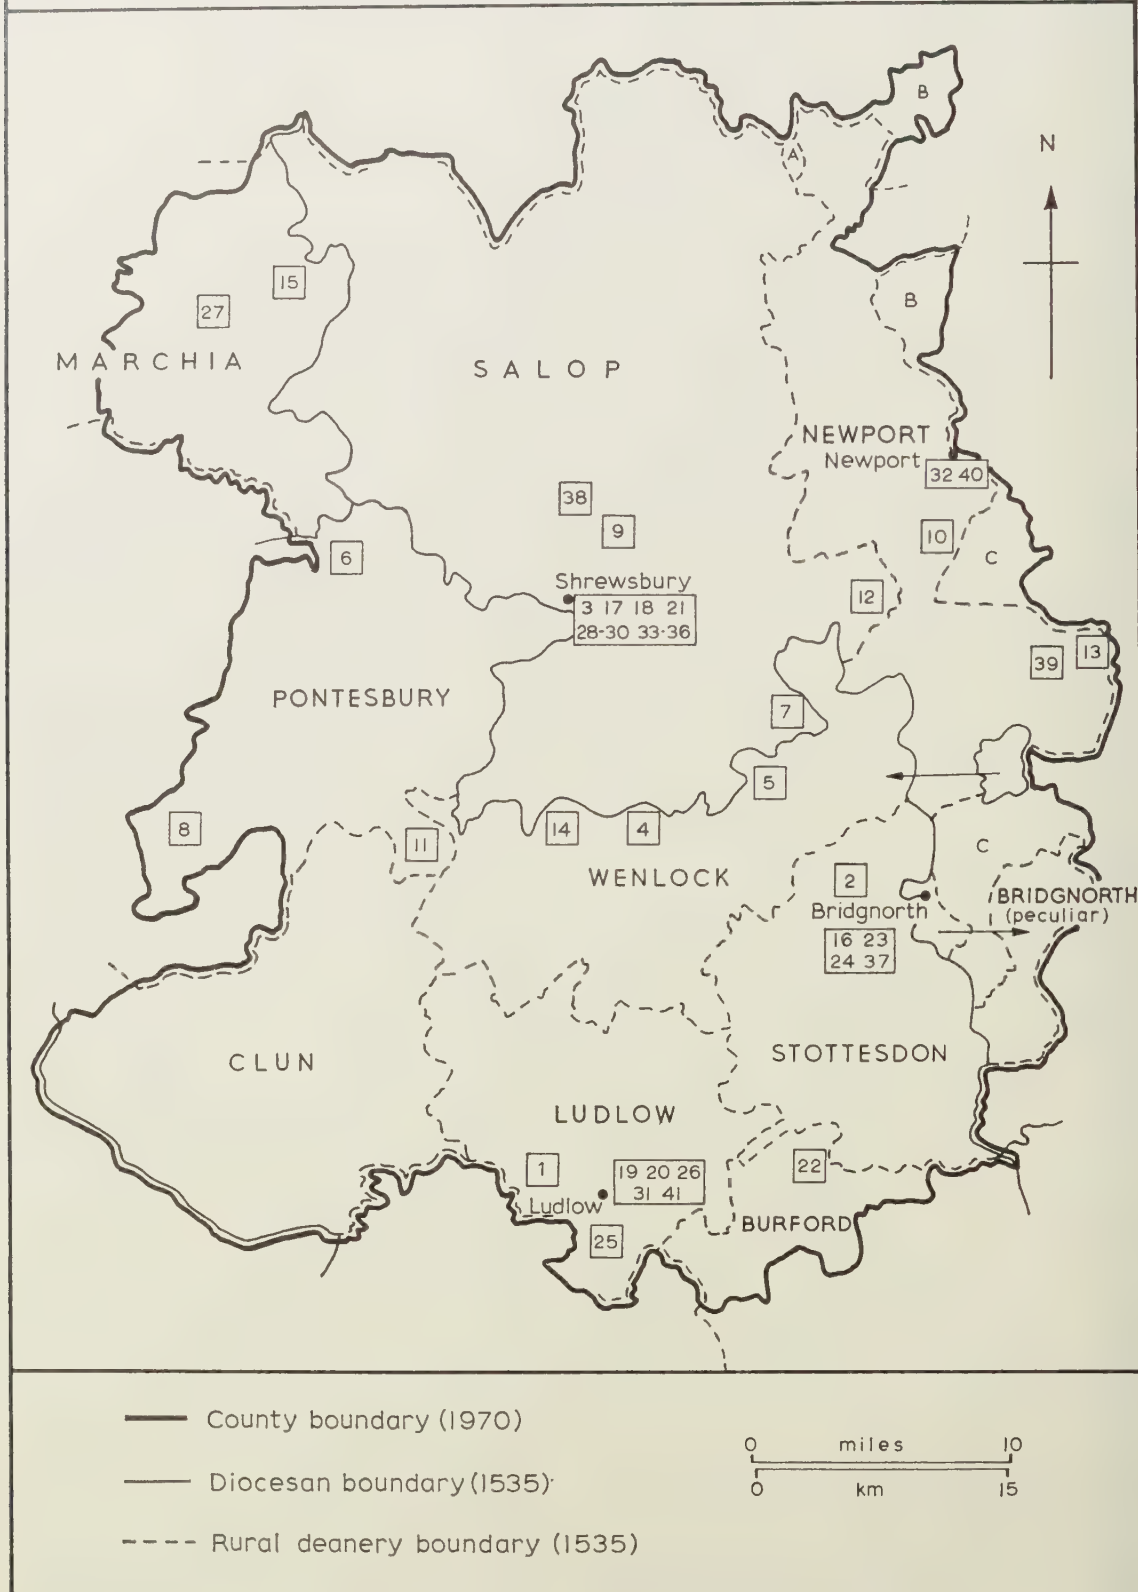 B
N
A
15
B
27
MARCHIA
SALOP
NEWPORT
Newport
32 40
38
9
10
C
6
Shrewsbury
12
3 17 18 21
28-30 33-36
39
13
PONTESBURY
7
5
8
14
4
11
C
WENLOCK
2
BRIDGNORTH
(peculiar)
Bridgnorth
16 23
24 37
CLUN
STOTTESDON
LUDLOW
1
19 20 26
31 41
22
Ludlow
BURFORD
25
County boundary (1970)
0 miles 10
Diocesan boundary (1535)
0 km 15
Rural deanery boundary (1535)